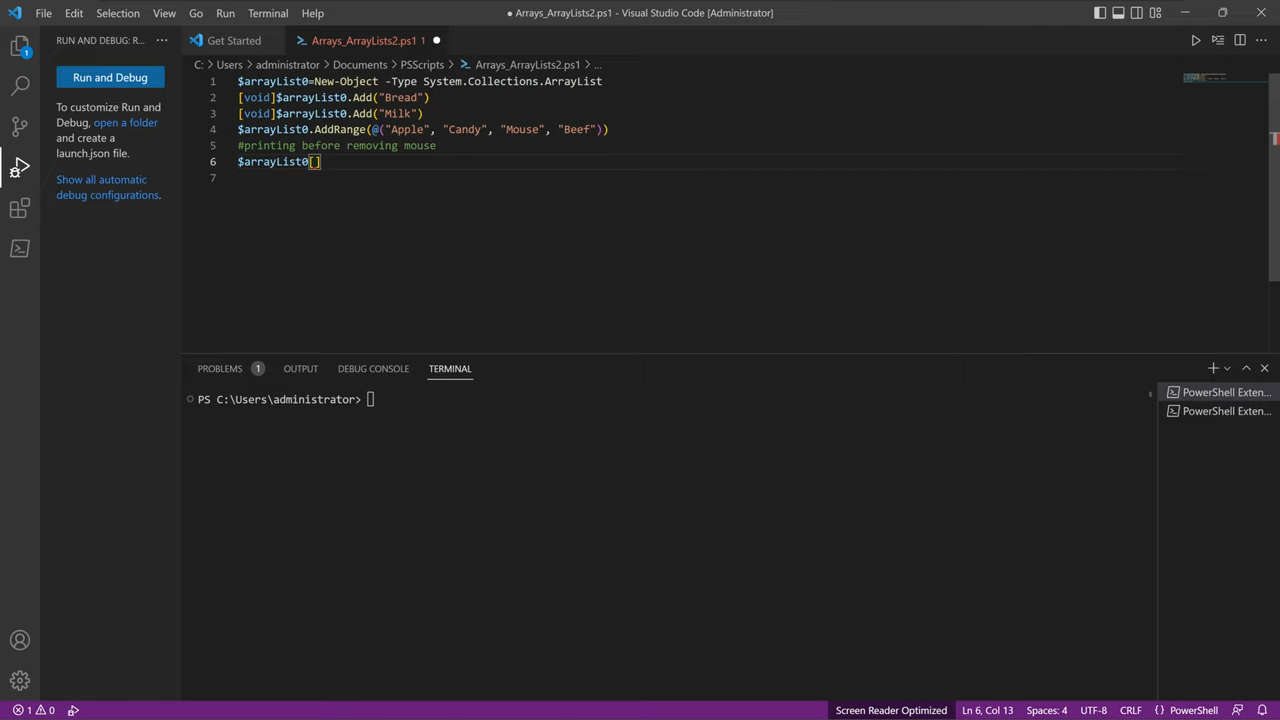 File Edit Selection View Go Run Terminal Help
● Arrays_ArrayLists2.ps1 - Visual Studio Code [Administrator]
RUN AND DEBUG: R... ···
Get Started
Arrays_ArrayLists2.ps1 1 ●
C: > Users > administrator > Documents > PSScripts > Arrays_ArrayLists2.ps1 > ...
1
Run and Debug
To customize Run and
Debug, open a folder
and create a
launch.json file.
Show all automatic
debug configurations.
1 $arrayList0=New-Object -Type System.Collections.ArrayList
2 [void]$arrayList0.Add("Bread")
3 [void]$arrayList0.Add("Milk")
4 $arrayList0.AddRange(@("Apple", "Candy", "Mouse", "Beef"))
5 #printing before removing mouse
6 $arrayList0[]
7
PROBLEMS 1 OUTPUT DEBUG CONSOLE TERMINAL
PS C:\Users\administrator>
PowerShell Exten...
PowerShell Exten...
1 0
Screen Reader Optimized Ln 6, Col 13 Spaces: 4 UTF-8 CRLF {} PowerShell